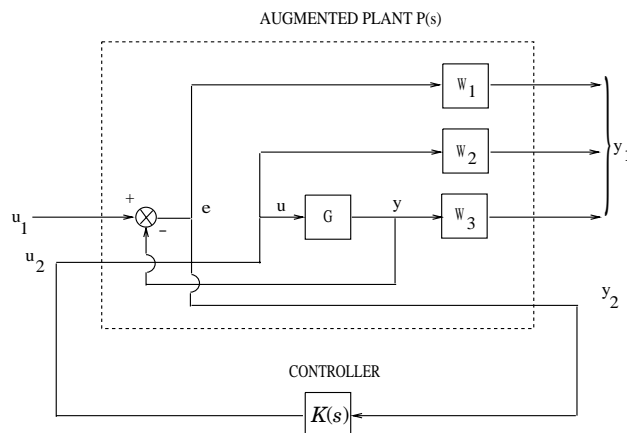 AUGMENTED PLANT P(s)
W1
W2
y1
+
u1
−
e
u
G
y
W3
u2
y2
CONTROLLER
K(s)